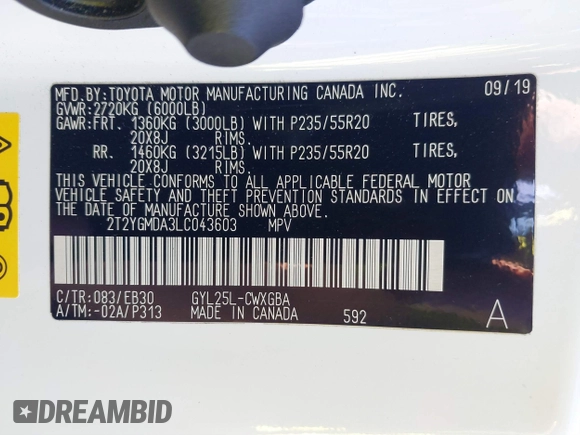 MFD.BY:TOYOTA MOTOR MANUFACTURING CANADA INC. 09/19
GVWR:2720KG (6000LB)
GAWR:FRT. 1360KG (3000LB) WITH P235/55R20 TIRES,
20X8J RIMS.
RR. 1460KG (3215LB) WITH P235/55R20 TIRES,
20X8J RIMS.
THIS VEHICLE CONFORMS TO ALL APPLICABLE FEDERAL MOTOR
VEHICLE SAFETY AND THEFT PREVENTION STANDARDS IN EFFECT ON
THE DATE OF MANUFACTURE SHOWN ABOVE.
2T2YGMDA3LC043603 MPV
C/TR:083/EB30 GYL25L-CWXGBA
A/TM:-02A/P313 MADE IN CANADA 592 A
DREAMBID